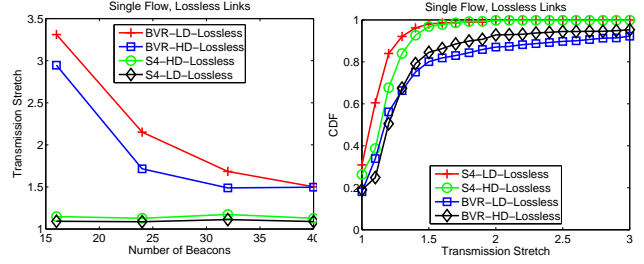 Single Flow, Lossless Links
Transmission Stretch
3.5
3
2.5
2
1.5
1
BVR-LD-Lossless
BVR-HD-Lossless
S4-HD-Lossless
S4-LD-Lossless
15 20 25 30 35 40
Number of Beacons
Single Flow, Lossless Links
CDF
1
0.8
0.6
0.4
0.2
0
S4-LD-Lossless
S4-HD-Lossless
BVR-LD-Lossless
BVR-HD-Lossless
1 1.5 2 2.5 3
Transmission Stretch